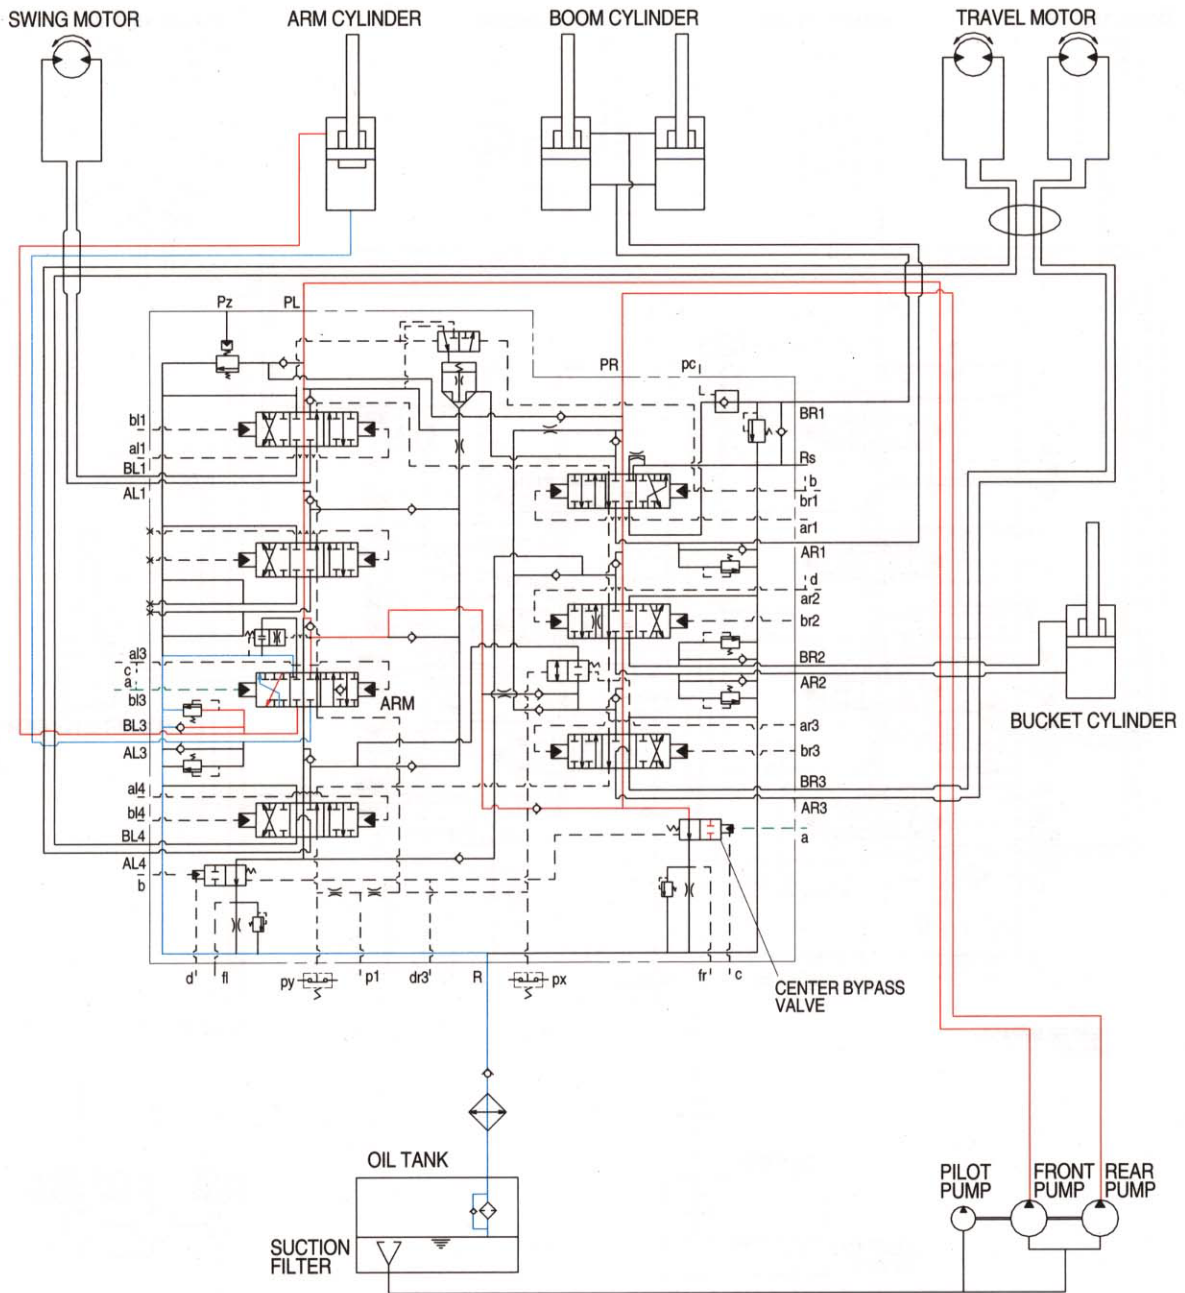 SWING MOTOR
ARM CYLINDER
BOOM CYLINDER
TRAVEL MOTOR
Pz
PL
PR
pc
BR1
bl1
al1
BL1
AL1
Rs
b
br1
ar1
AR1
d
ar2
br2
BR2
AR2
al3
c
a
bl3
ARM
BL3
AL3
ar3
br3
BR3
AR3
a
BUCKET CYLINDER
al4
bl4
BL4
AL4
b
d
fl
py
p1
dr3
R
px
fr
c
CENTER BYPASS
VALVE
OIL TANK
SUCTION
FILTER
PILOT
PUMP
FRONT
PUMP
REAR
PUMP